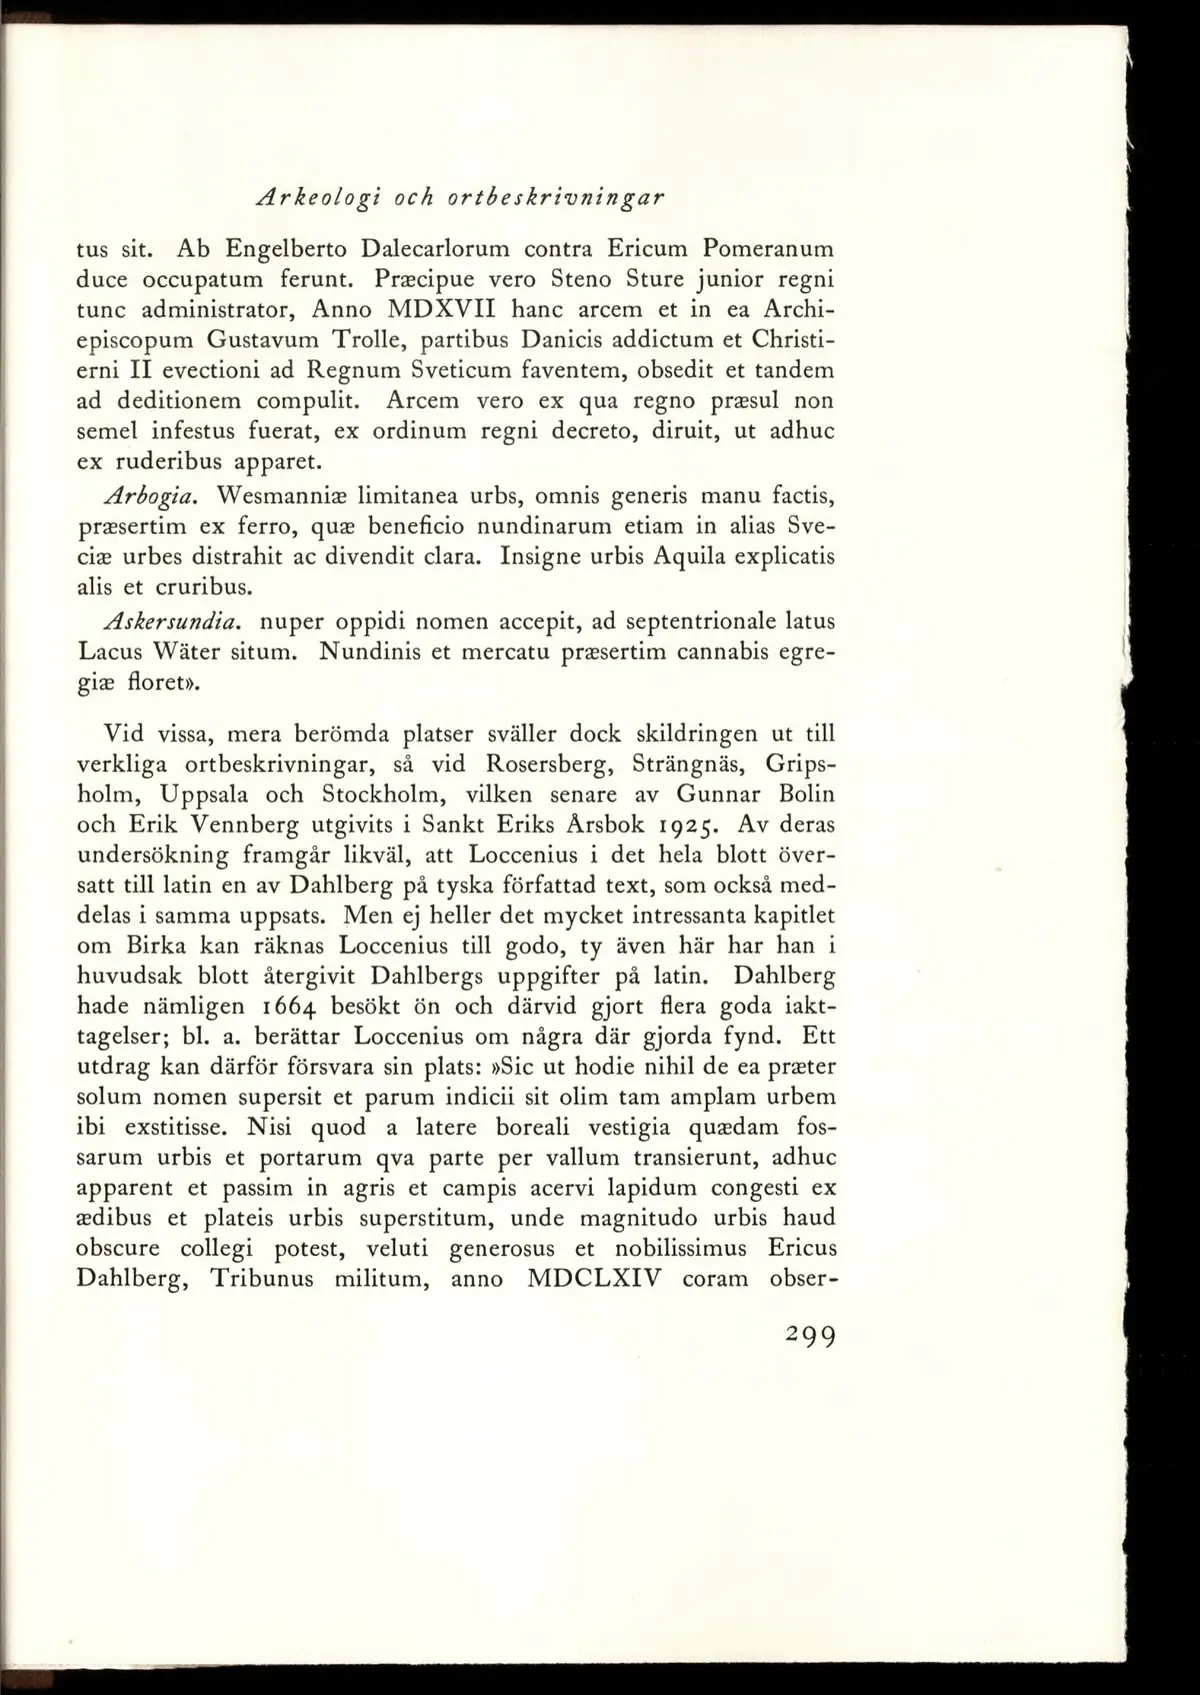 Arkeologi och ortbeskrivningar
tus sit. Ab Engelberto Dalecarlorum contra Ericum Pomeranum
duce occupatum ferunt. Præcipue vero Steno Sture junior regni
tunc administrator, Anno MDXVII hanc arcem et in ea Archi-
episcopum Gustavum Trolle, partibus Danicis addictum et Christi-
erni II evectioni ad Regnum Sveticum faventem, obsedit et tandem
ad deditionem compulit. Arcem vero ex qua regno præsul non
semel infestus fuerat, ex ordinum regni decreto, diruit, ut adhuc
ex ruderibus apparet.
Arbogia. Wesmanniæ limitanea urbs, omnis generis manu factis,
præsertim ex ferro, quæ beneficio nundinarum etiam in alias Sve-
ciæ urbes distrahit ac divendit clara. Insigne urbis Aquila explicatis
alis et cruribus.
Askersundia. nuper oppidi nomen accepit, ad septentrionale latus
Lacus Wäter situm. Nundinis et mercatu præsertim cannabis egre-
giæ floret».
Vid vissa, mera berömda platser sväller dock skildringen ut till
verkliga ortbeskrivningar, så vid Rosersberg, Strängnäs, Grips-
holm, Uppsala och Stockholm, vilken senare av Gunnar Bolin
och Erik Vennberg utgivits i Sankt Eriks Årsbok 1925. Av deras
undersökning framgår likväl, att Loccenius i det hela blott över-
satt till latin en av Dahlberg på tyska författad text, som också med-
delas i samma uppsats. Men ej heller det mycket intressanta kapitlet
om Birka kan räknas Loccenius till godo, ty även här har han i
huvudsak blott återgivit Dahlbergs uppgifter på latin. Dahlberg
hade nämligen 1664 besökt ön och därvid gjort flera goda iakt-
tagelser; bl. a. berättar Loccenius om några där gjorda fynd. Ett
utdrag kan därför försvara sin plats: »Sic ut hodie nihil de ea præter
solum nomen supersit et parum indicii sit olim tam amplam urbem
ibi exstitisse. Nisi quod a latere boreali vestigia quædam fos-
sarum urbis et portarum qva parte per vallum transierunt, adhuc
apparent et passim in agris et campis acervi lapidum congesti ex
ædibus et plateis urbis superstitum, unde magnitudo urbis haud
obscure collegi potest, veluti generosus et nobilissimus Ericus
Dahlberg, Tribunus militum, anno MDCLXIV coram obser-
299